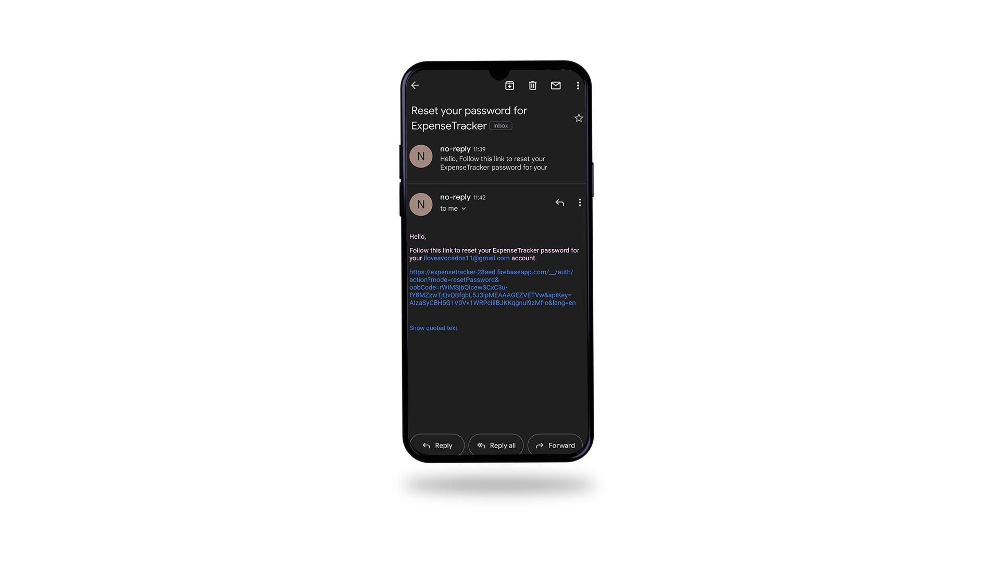 Reset your password for
ExpenseTracker Inbox
N
no-reply 11:39
Hello, Follow this link to reset your
ExpenseTracker password for your
N
no-reply 11:42
to me
Hello,
Follow this link to reset your ExpenseTracker password for
your iloveavocados11@gmail.com account.
https://expensetracker-28aed.firebaseapp.com/__/auth/
action?mode=resetPassword&
oobCode=rWIMSjbQIcewSCxC3u-
fY8MZzwTjQvQBfgbL5J3ipMEAAAGEZVETVw&apiKey=
AIzaSyCBH5G1V0Vv1WRPcIilBJKKqgnul9zMf-o&lang=en
Show quoted text
Reply
Reply all
Forward